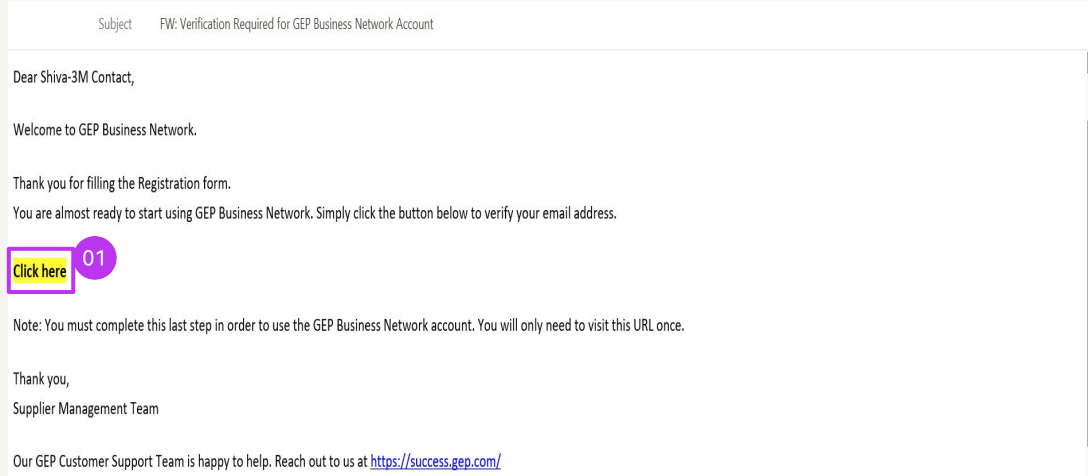 Subject FW: Verification Required for GEP Business Network Account
Dear Shiva-3M Contact,
Welcome to GEP Business Network.
Thank you for filling the Registration form.
You are almost ready to start using GEP Business Network. Simply click the button below to verify your email address.
Click here 01
Note: You must complete this last step in order to use the GEP Business Network account. You will only need to visit this URL once.
Thank you,
Supplier Management Team
Our GEP Customer Support Team is happy to help. Reach out to us at https://success.gep.com/